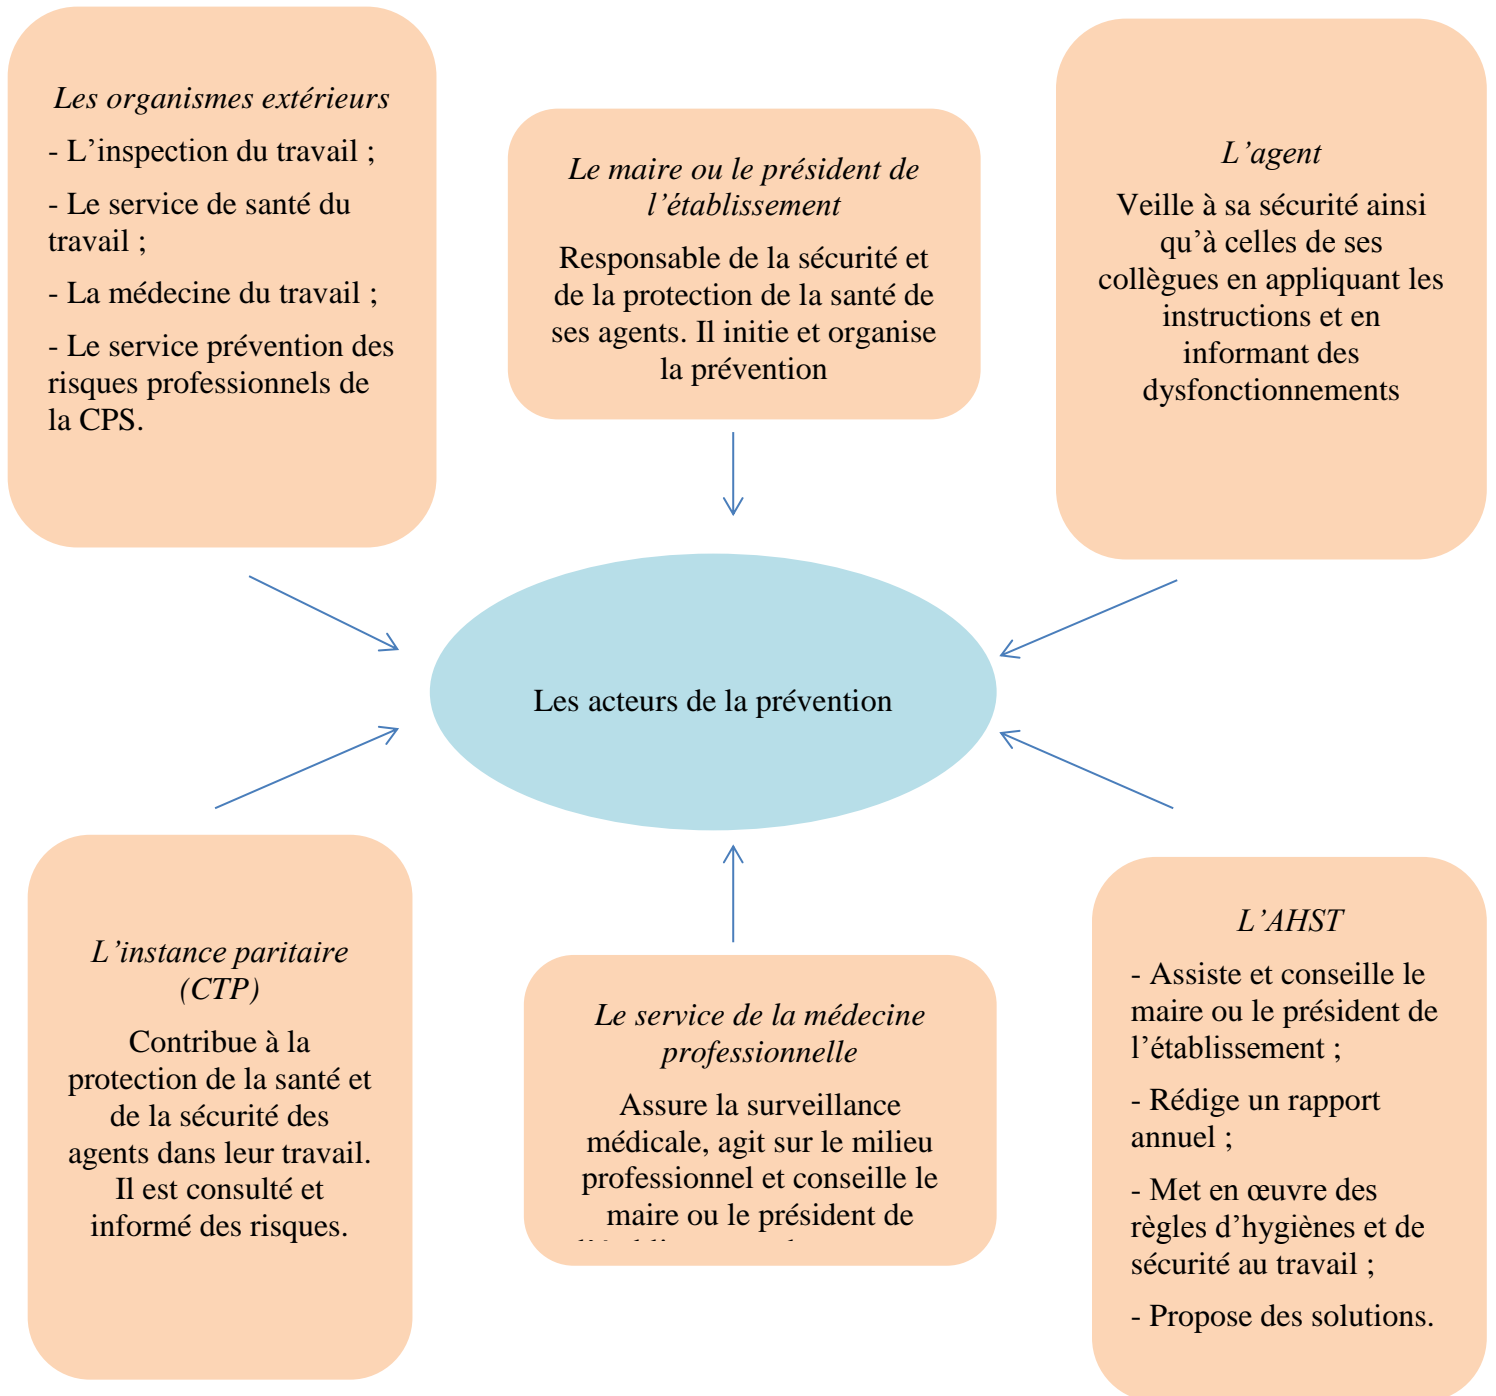 Les organismes extérieurs
- L’inspection du travail ;
- Le service de santé du
travail ;
- La médecine du travail ;
- Le service prévention des
risques professionnels de
la CPS.
Le maire ou le président de
l’établissement
Responsable de la sécurité et
de la protection de la santé de
ses agents. Il initie et organise
la prévention
L’agent
Veille à sa sécurité ainsi
qu’à celles de ses
collègues en appliquant les
instructions et en
informant des
dysfonctionnements
Les acteurs de la prévention
L’instance paritaire
(CTP)
Contribue à la
protection de la santé et
de la sécurité des
agents dans leur travail.
Il est consulté et
informé des risques.
Le service de la médecine
professionnelle
Assure la surveillance
médicale, agit sur le milieu
professionnel et conseille le
maire ou le président de
L’AHST
- Assiste et conseille le
maire ou le président de
l’établissement ;
- Rédige un rapport
annuel ;
- Met en œuvre des
règles d’hygiènes et de
sécurité au travail ;
- Propose des solutions.